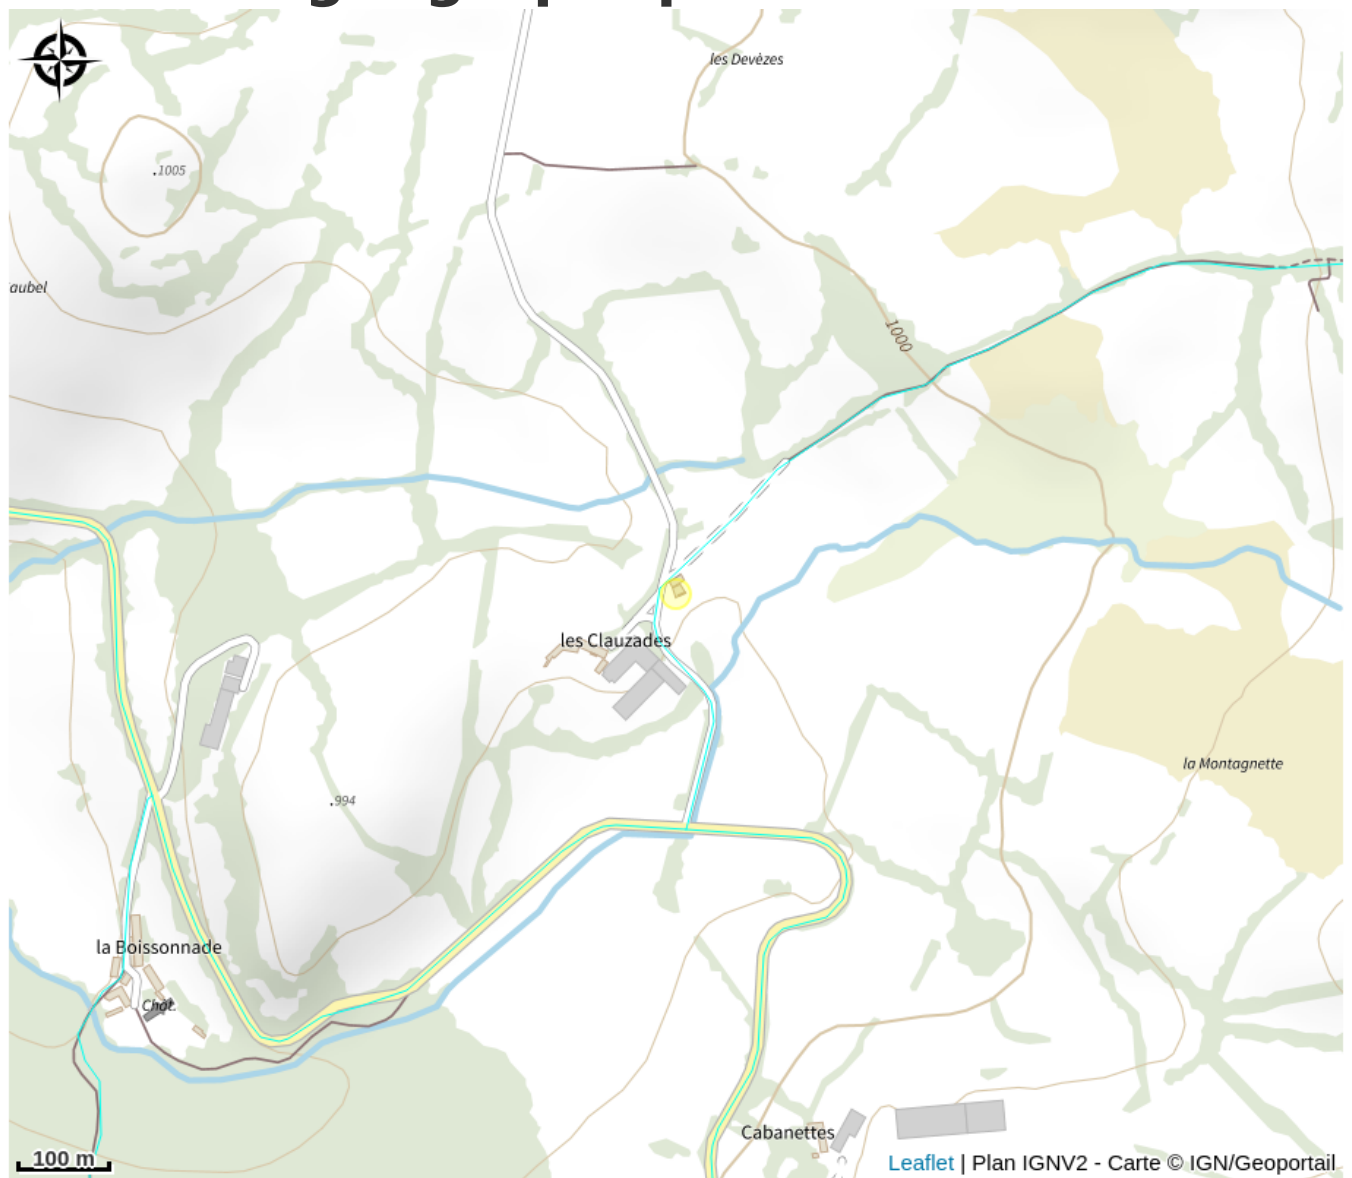 les Devèzes
.1005
aubel
1000
les Clauzades
la Montagnette
.994
la Boissonnade
Chât.
Cabanettes
100 m
Leaflet | Plan IGNV2 - Carte © IGN/Geoportail